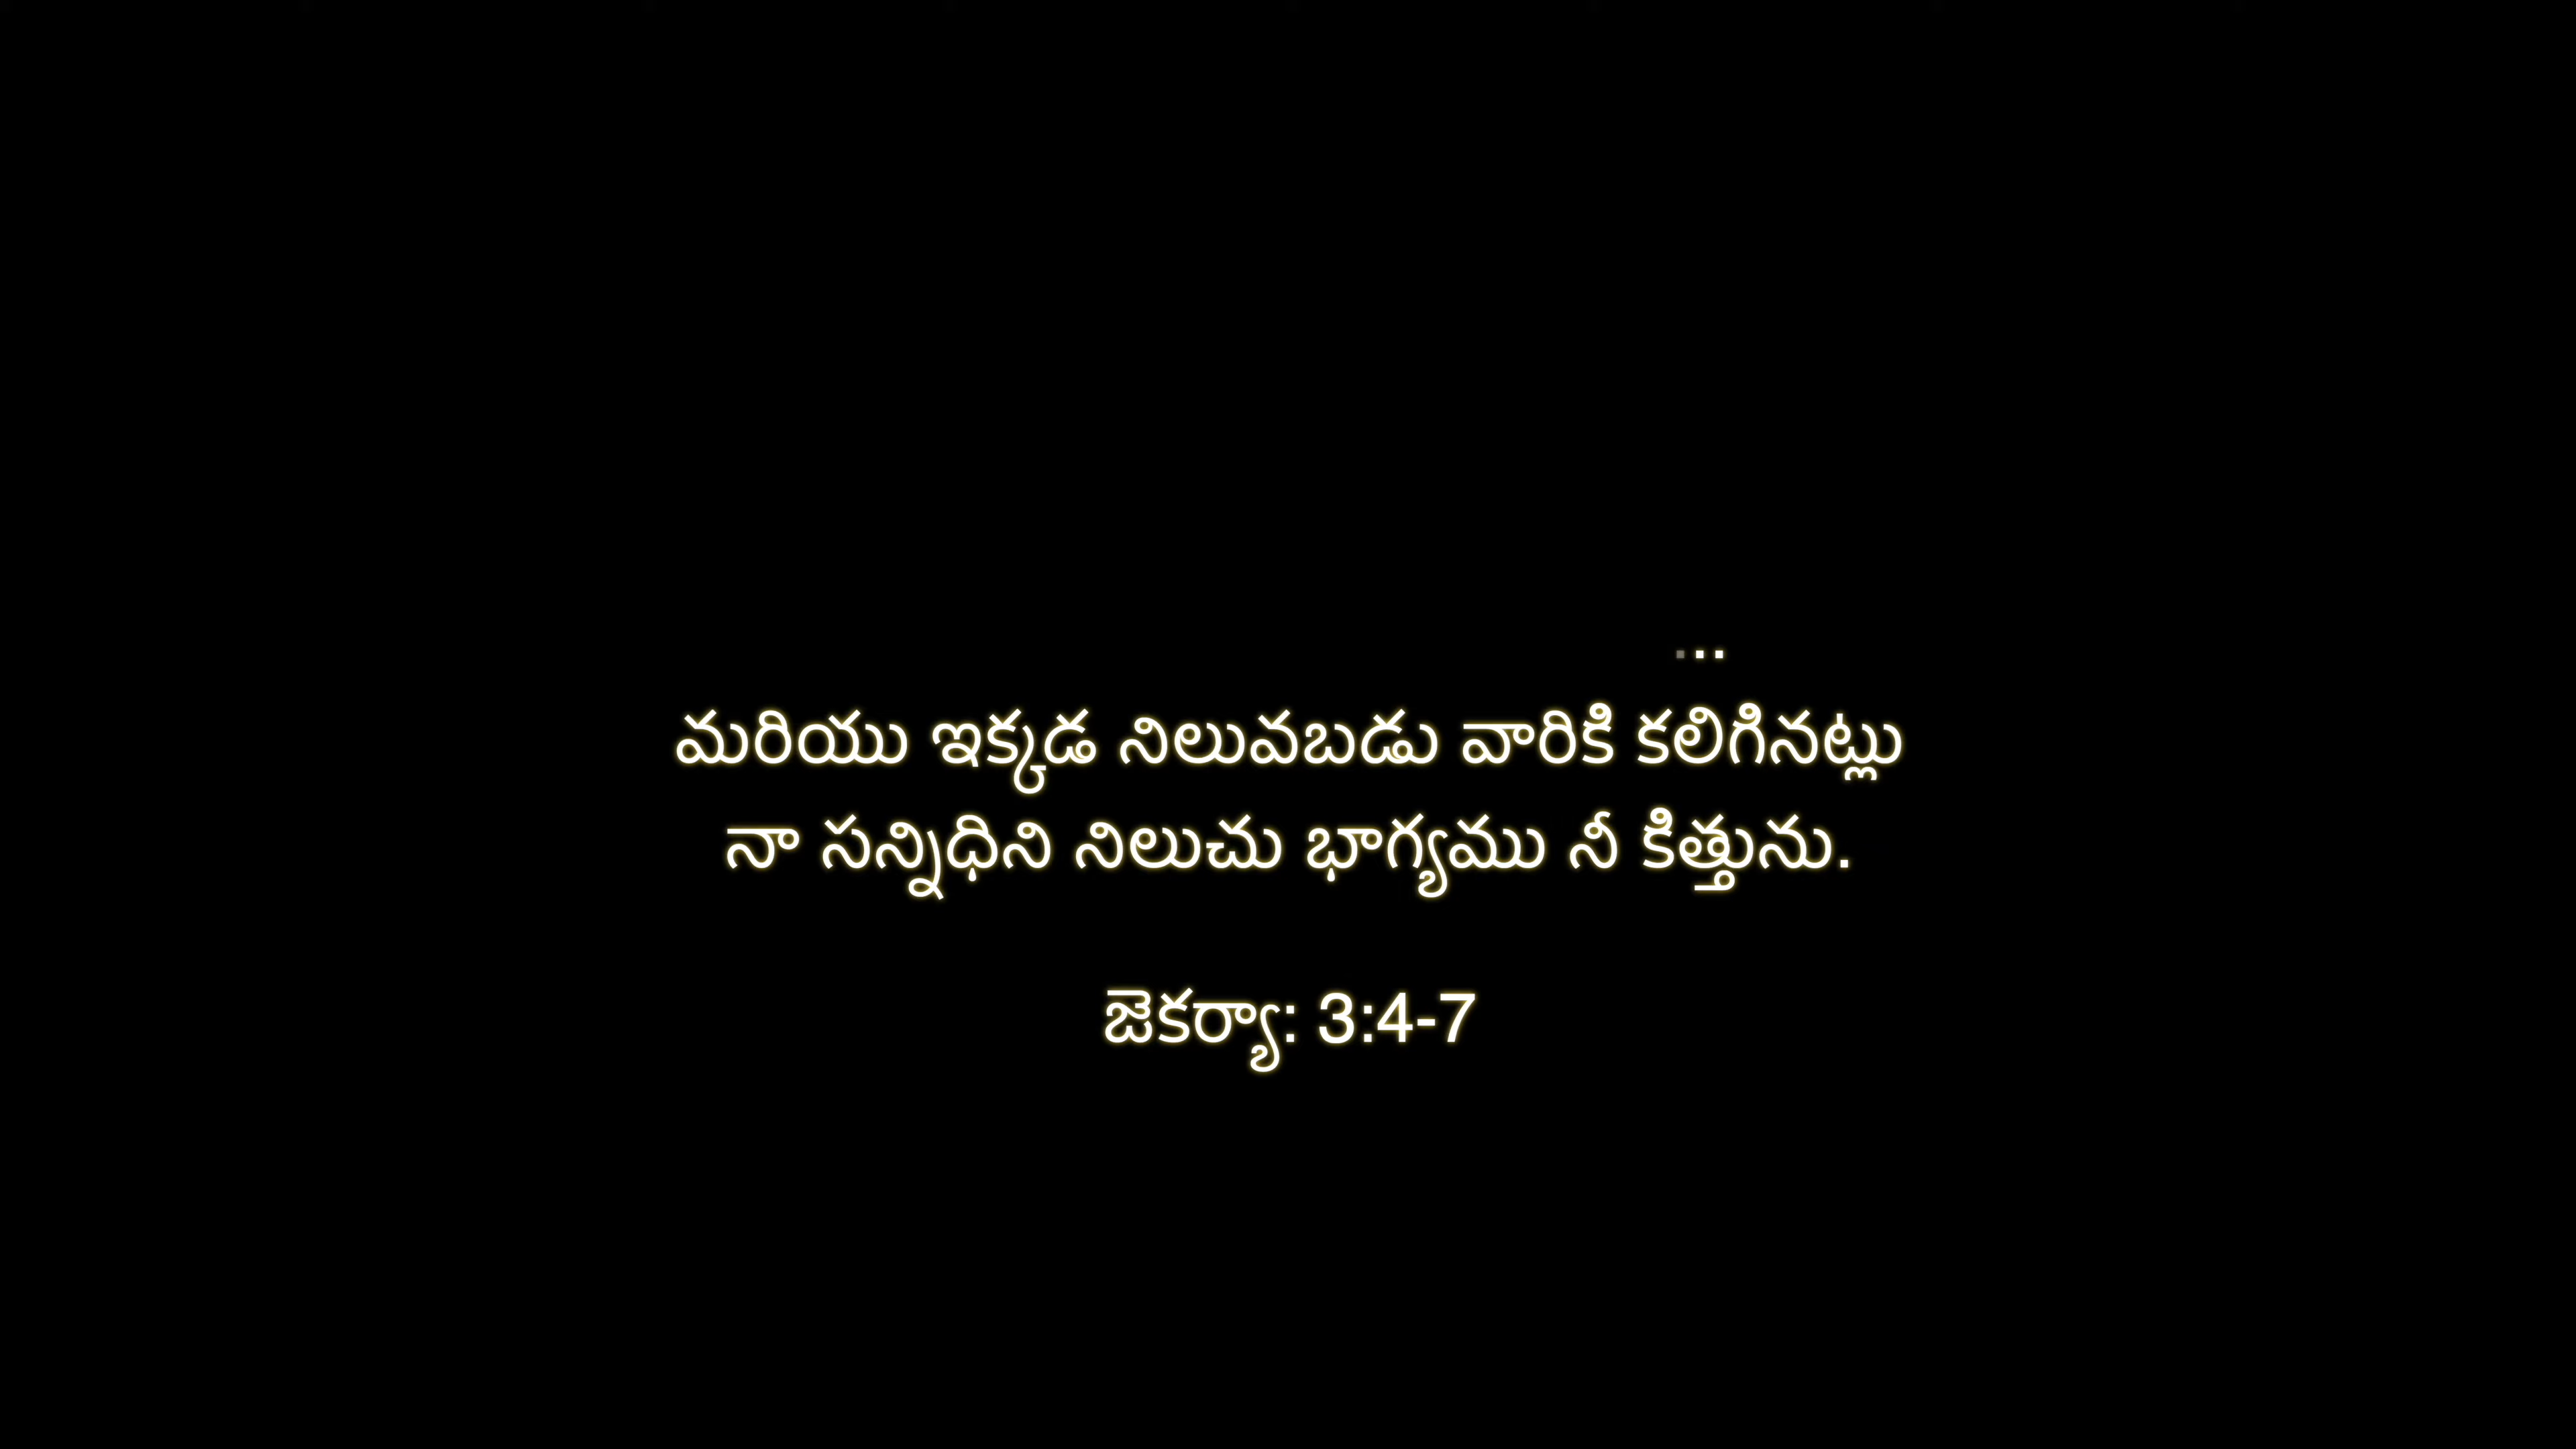 ...
మరియు ఇక్కడ నిలువబడు వారికి కలిగినట్లు
నా సన్నిధిని నిలుచు భాగ్యము నీ కిత్తును.
జెకర్యా: 3:4-7